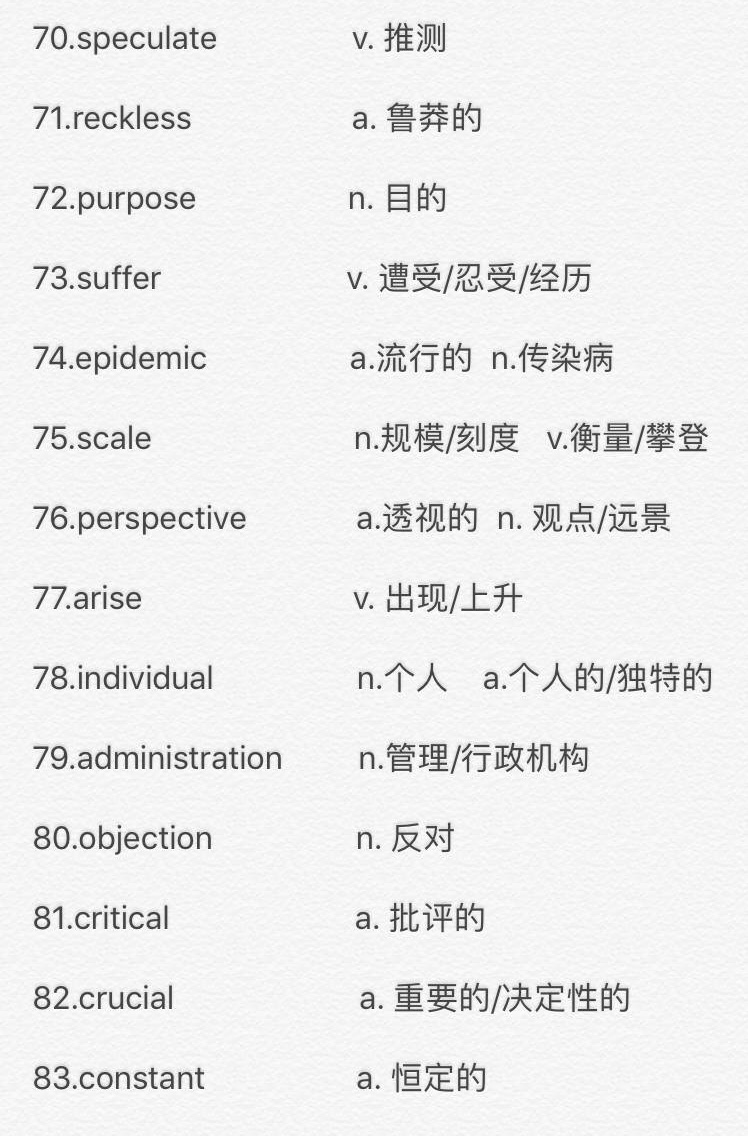 70.speculate v. 推测
71.reckless a. 鲁莽的
72.purpose n. 目的
73.suffer v. 遭受/忍受/经历
74.epidemic a.流行的 n.传染病
75.scale n.规模/刻度 v.衡量/攀登
76.perspective a.透视的 n. 观点/远景
77.arise v. 出现/上升
78.individual n.个人 a.个人的/独特的
79.administration n.管理/行政机构
80.objection n. 反对
81.critical a. 批评的
82.crucial a. 重要的/决定性的
83.constant a. 恒定的